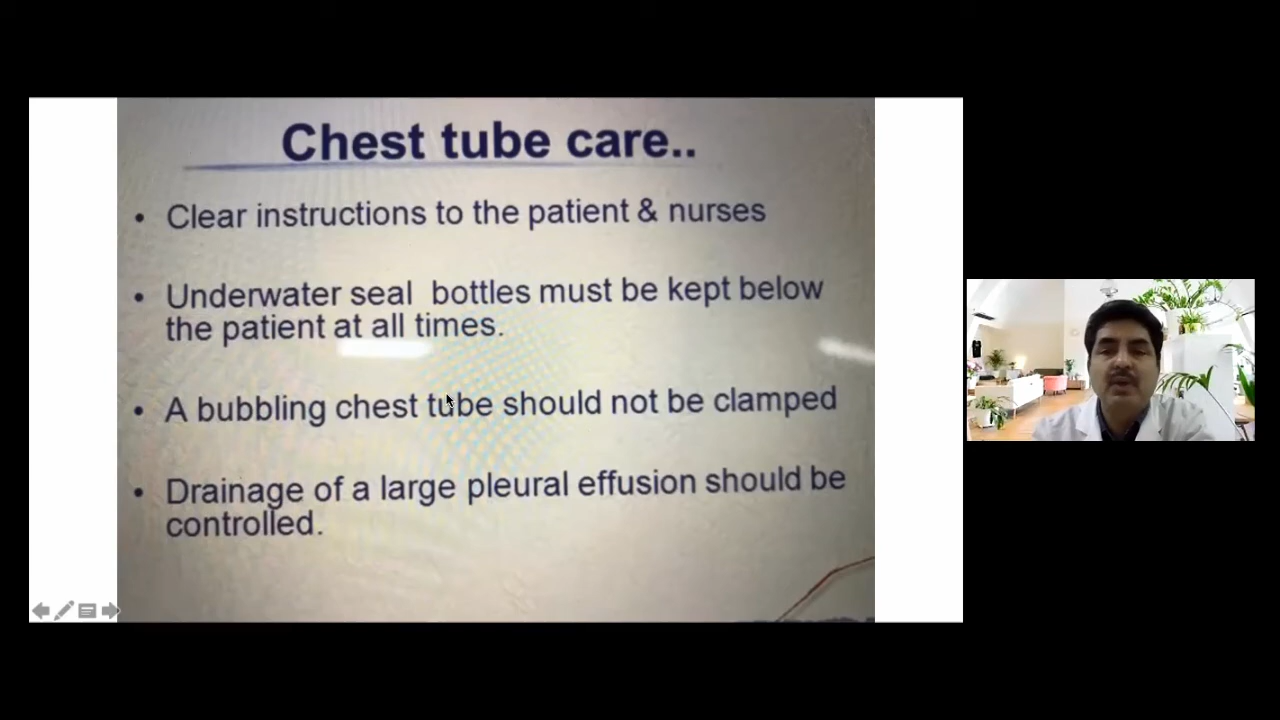 Chest tube care..
• Clear instructions to the patient & nurses
• Underwater seal bottles must be kept below
the patient at all times.
• A bubbling chest tube should not be clamped
• Drainage of a large pleural effusion should be
controlled.